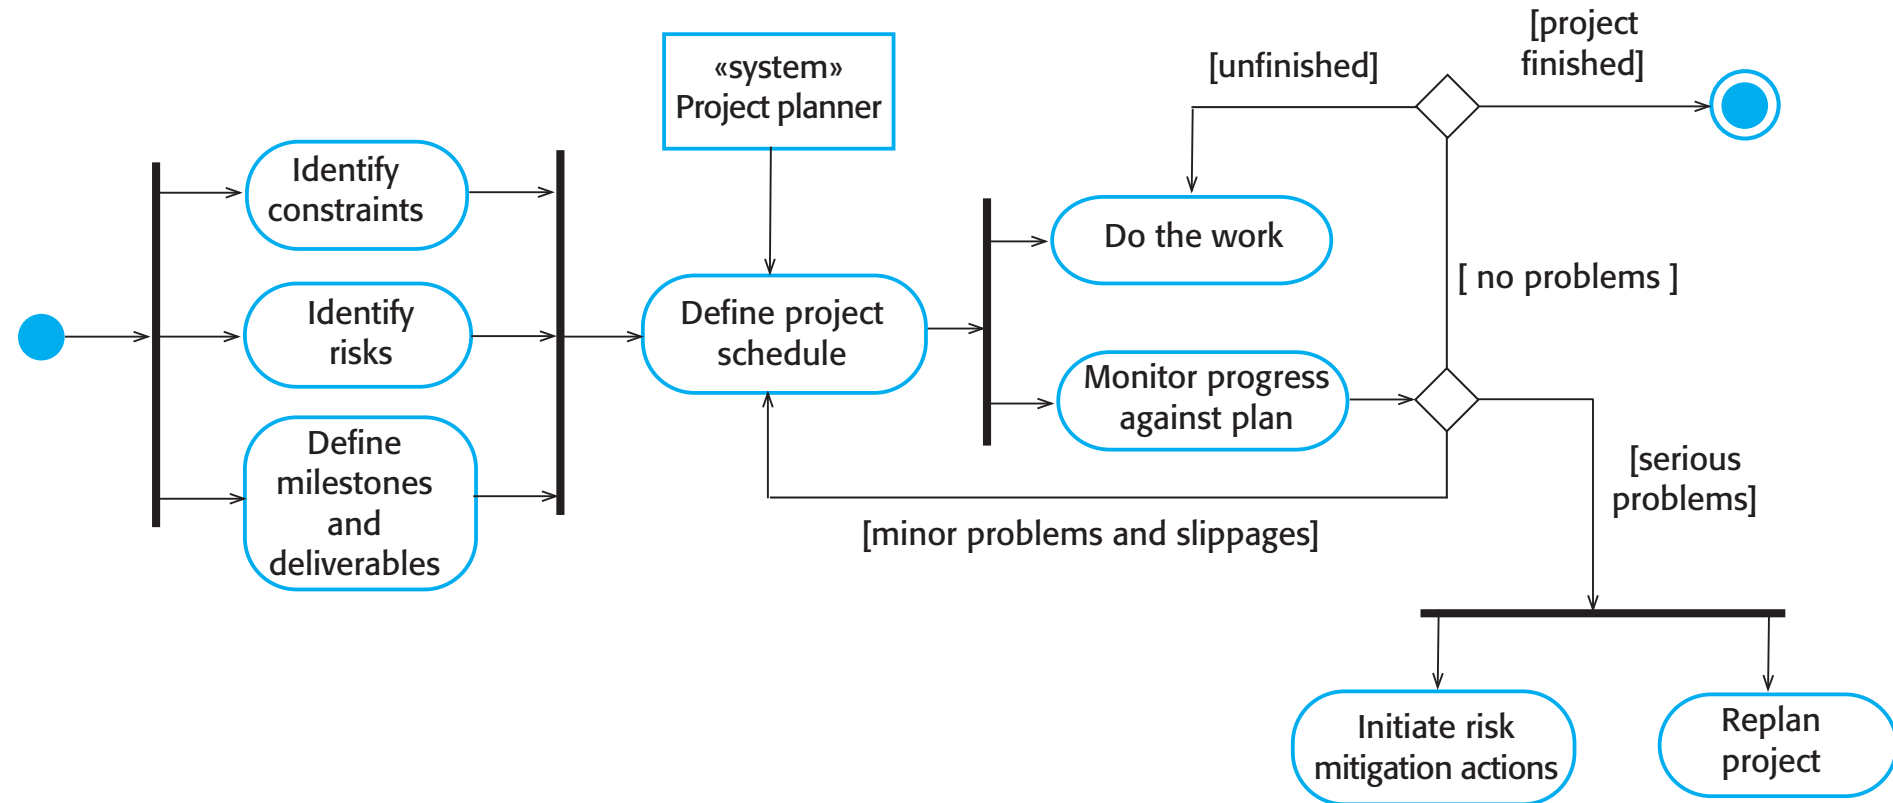 Identify
constraints
Identify
risks
Define
milestones
and
deliverables
«system»
Project planner
Define project
schedule
[unfinished]
[project
finished]
Do the work
[ no problems ]
Monitor progress
against plan
[minor problems and slippages]
[serious
problems]
Initiate risk
mitigation actions
Replan
project